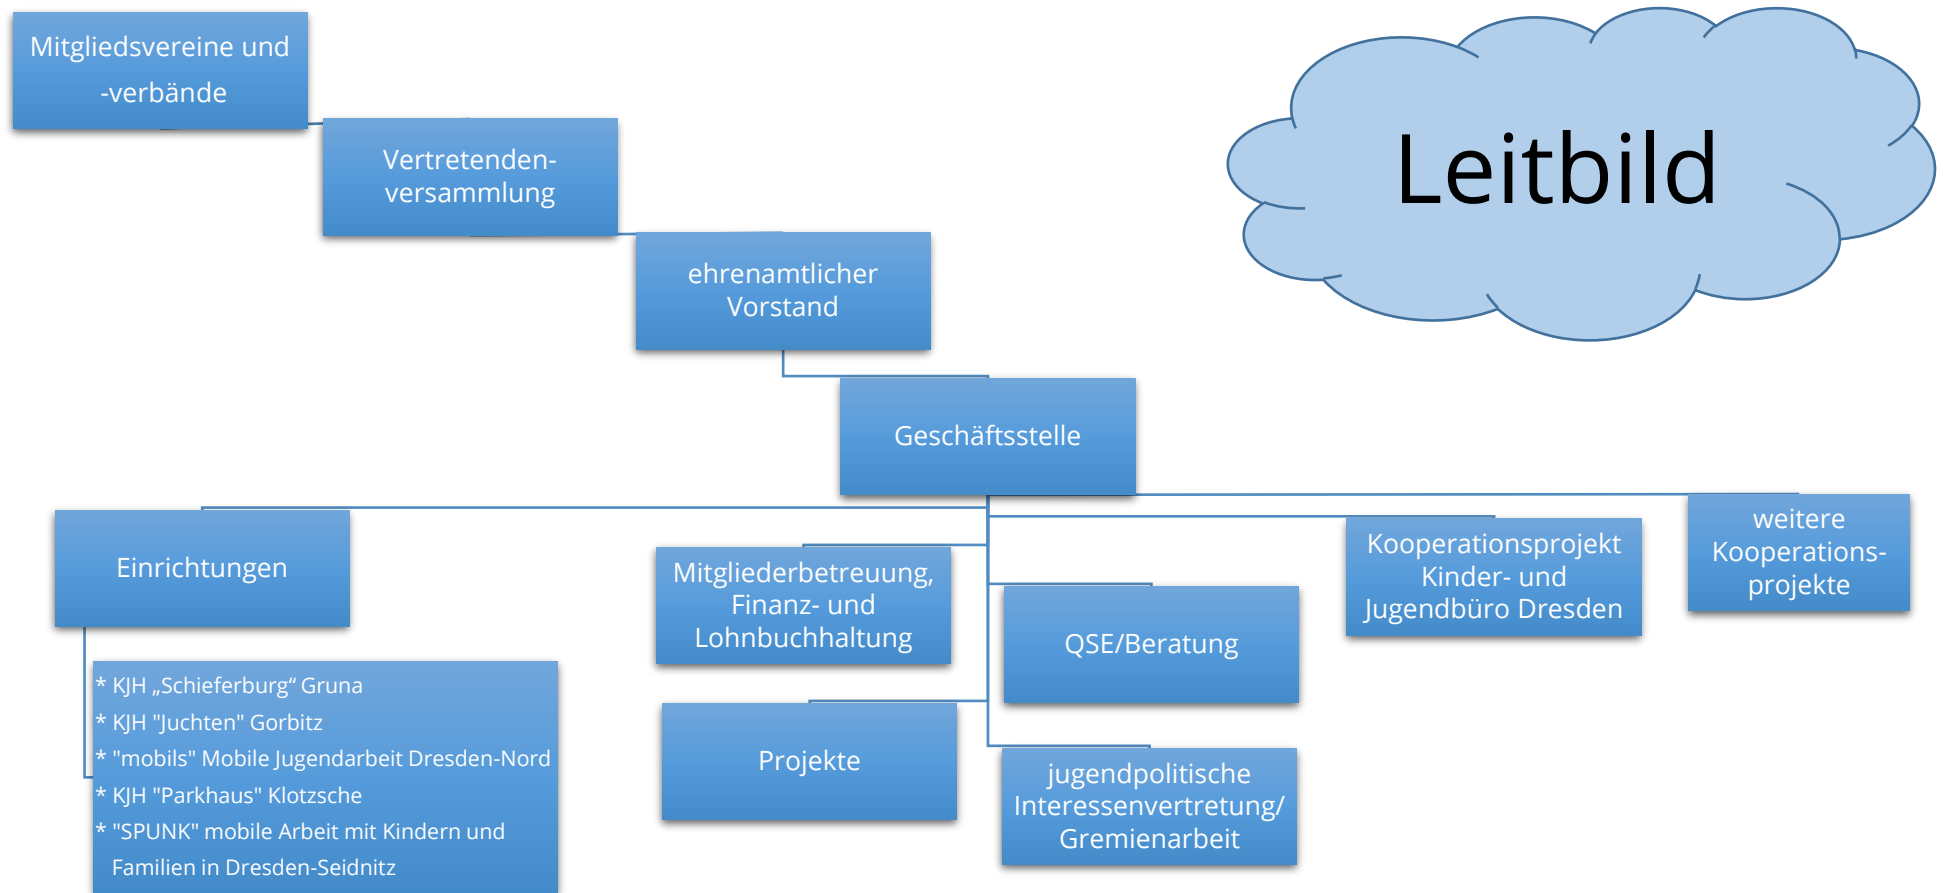 Mitgliedsvereine und
-verbände
Leitbild
Vertretenden-
versammlung
ehrenamtlicher
Vorstand
Geschäftsstelle
Einrichtungen
* KJH „Schieferburg“ Gruna
* KJH "Juchten" Gorbitz
* "mobils" Mobile Jugendarbeit Dresden-Nord
* KJH "Parkhaus" Klotzsche
* "SPUNK" mobile Arbeit mit Kindern und
Familien in Dresden-Seidnitz
Mitgliederbetreuung,
Finanz- und
Lohnbuchhaltung
Projekte
QSE/Beratung
jugendpolitische
Interessenvertretung/
Gremienarbeit
Kooperationsprojekt
Kinder- und
Jugendbüro Dresden
weitere
Kooperations-
projekte